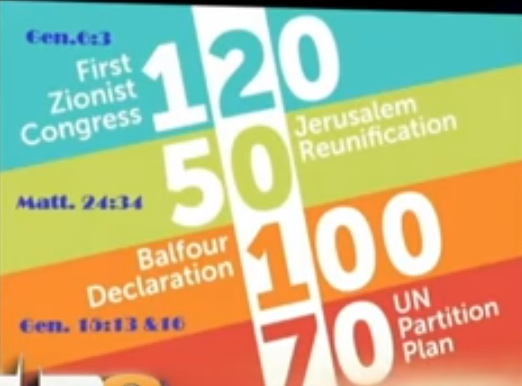 Gen.6:3
First
Zionist
Congress
120
50
Jerusalem
Reunification
Matt. 24:34
Balfour
Declaration
100
Gen. 15:13 &16
70
UN
Partition
Plan